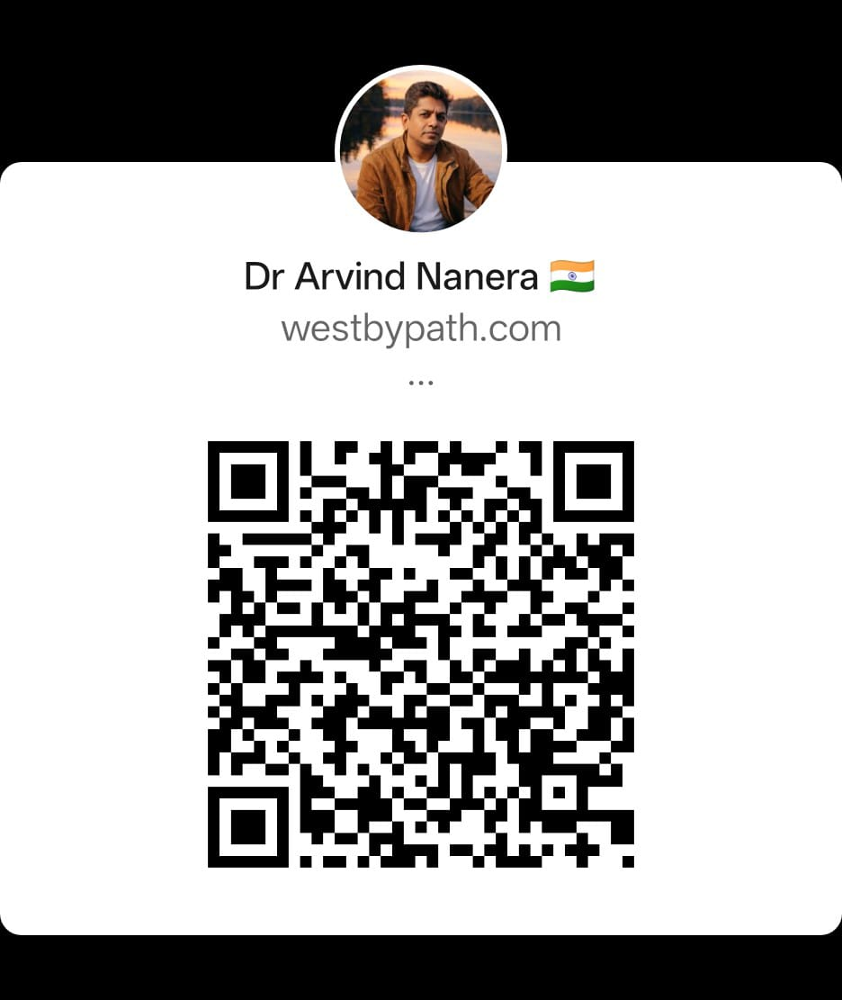 Dr Arvind Nanera 🇮🇳
westbypath.com
...